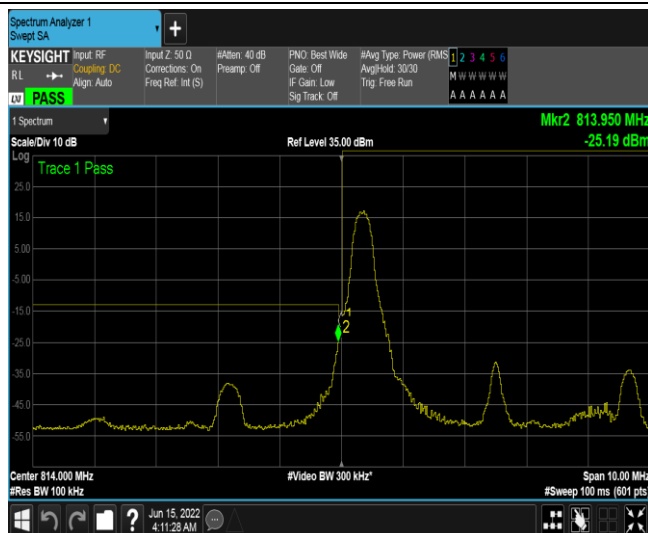 Spectrum Analyzer 1
Swept SA
+
KEYSIGHT
RL
LXI PASS
Input: RF
Coupling: DC
Align: Auto
Input Z: 50 Ω
Corrections: On
Freq Ref: Int (S)
#Atten: 40 dB
Preamp: Off
PNO: Best Wide
Gate: Off
IF Gain: Low
Sig Track: Off
#Avg Type: Power (RMS
Avg|Hold: 30/30
Trig: Free Run
1 2 3 4 5 6
M W W W W W
A A A A A A
1 Spectrum
Mkr2 813.950 MHz
Scale/Div 10 dB
Ref Level 35.00 dBm
-25.19 dBm
Log
Trace 1 Pass
25.0
15.0
5.00
-5.00
-15.0
1
2
-25.0
-35.0
-45.0
-55.0
Center 814.000 MHz
#Video BW 300 kHz*
Span 10.00 MHz
#Res BW 100 kHz
#Sweep 100 ms (601 pts)
?
Jun 15, 2022
4:11:28 AM